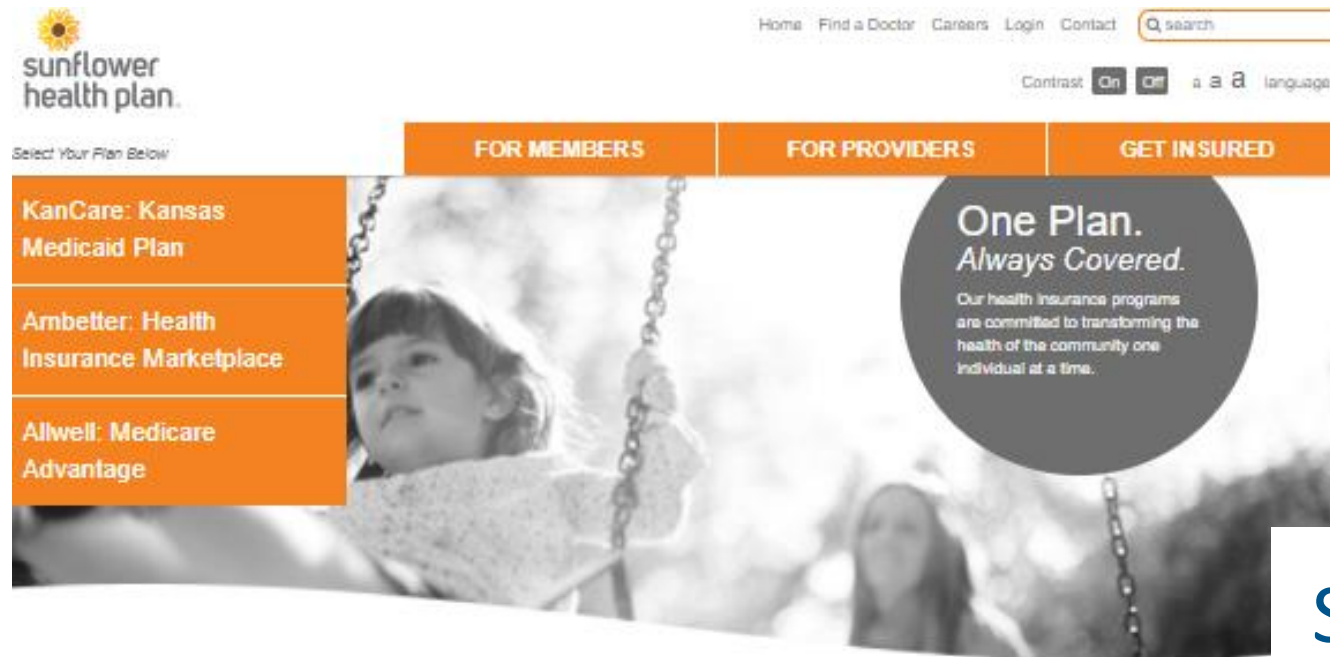 sunflower
health plan.
Home Find a Doctor Careers Login Contact search
Contrast On Off a a a language
Select Your Plan Below
FOR MEMBERS FOR PROVIDERS GET INSURED
KanCare: Kansas
Medicaid Plan
Ambetter: Health
Insurance Marketplace
Allwell: Medicare
Advantage
One Plan.
Always Covered.
Our health insurance programs
are committed to transforming the
health of the community one
individual at a time.
S